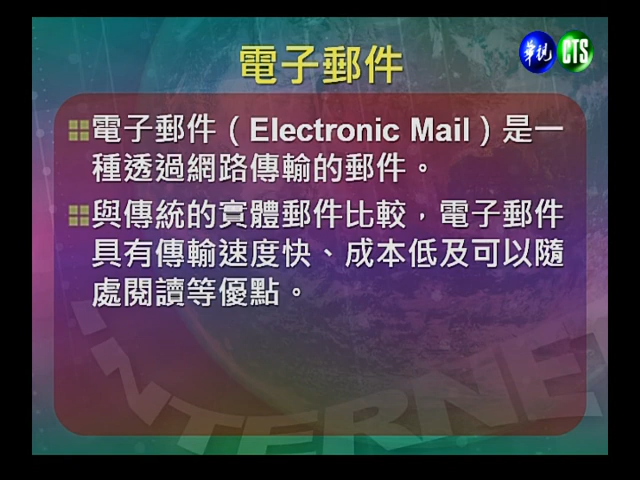 電子郵件
華視 CTS
電子郵件（Electronic Mail）是一
種透過網路傳輸的郵件。
與傳統的實體郵件比較，電子郵件
具有傳輸速度快、成本低及可以隨
處閱讀等優點。
INTERNET